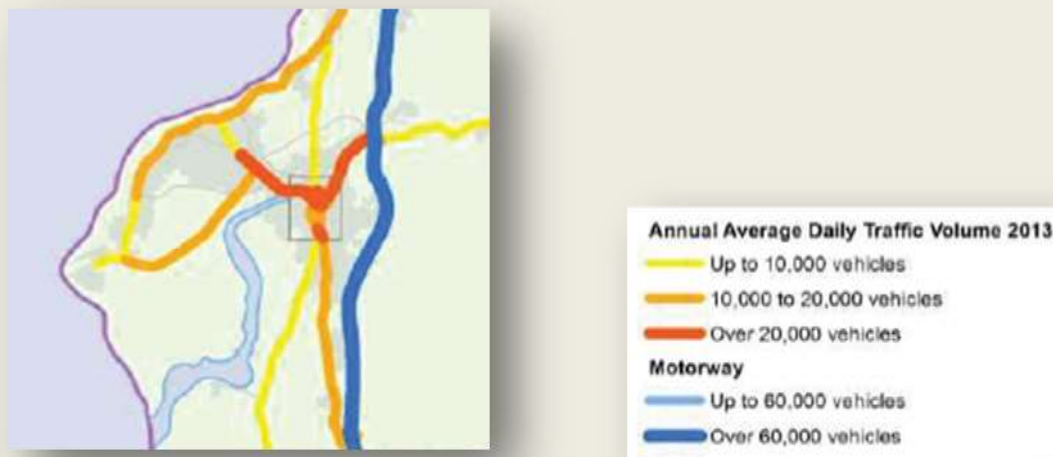 Annual Average Daily Traffic Volume 2013
Up to 10,000 vehicles
10,000 to 20,000 vehicles
Over 20,000 vehicles
Motorway
Up to 60,000 vehicles
Over 60,000 vehicles